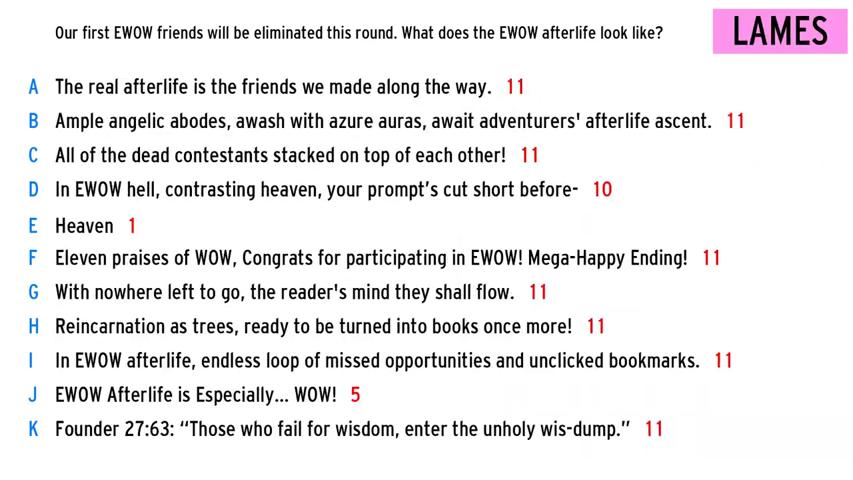 Our first EWOW friends will be eliminated this round. What does the EWOW afterlife look like?
LAMES
A The real afterlife is the friends we made along the way. 11
B Ample angelic abodes, awash with azure auras, await adventurers' afterlife ascent. 11
C All of the dead contestants stacked on top of each other! 11
D In EWOW hell, contrasting heaven, your prompt’s cut short before- 10
E Heaven 1
F Eleven praises of WOW, Congrats for participating in EWOW! Mega-Happy Ending! 11
G With nowhere left to go, the reader's mind they shall flow. 11
H Reincarnation as trees, ready to be turned into books once more! 11
I In EWOW afterlife, endless loop of missed opportunities and unclicked bookmarks. 11
J EWOW Afterlife is Especially... WOW! 5
K Founder 27:63: “Those who fail for wisdom, enter the unholy wis-dump.” 11